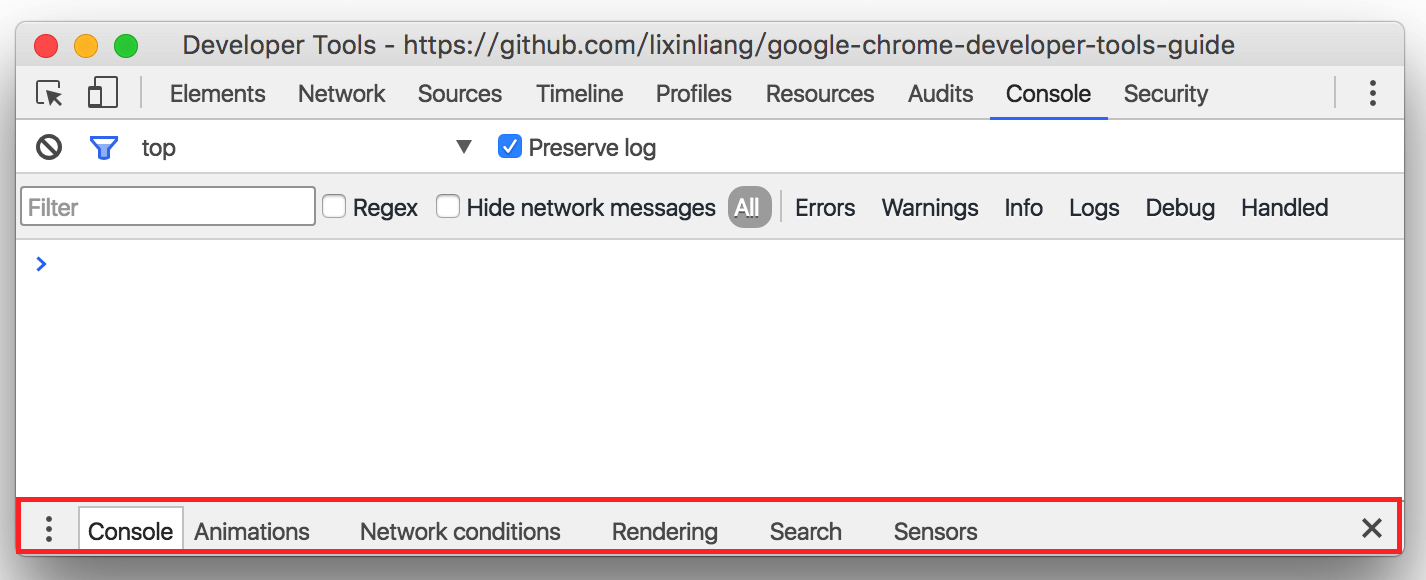 Developer Tools - https://github.com/lixinliang/google-chrome-developer-tools-guide
Elements Network Sources Timeline Profiles Resources Audits Console Security
top Preserve log
Filter Regex Hide network messages All Errors Warnings Info Logs Debug Handled
Console Animations Network conditions Rendering Search Sensors